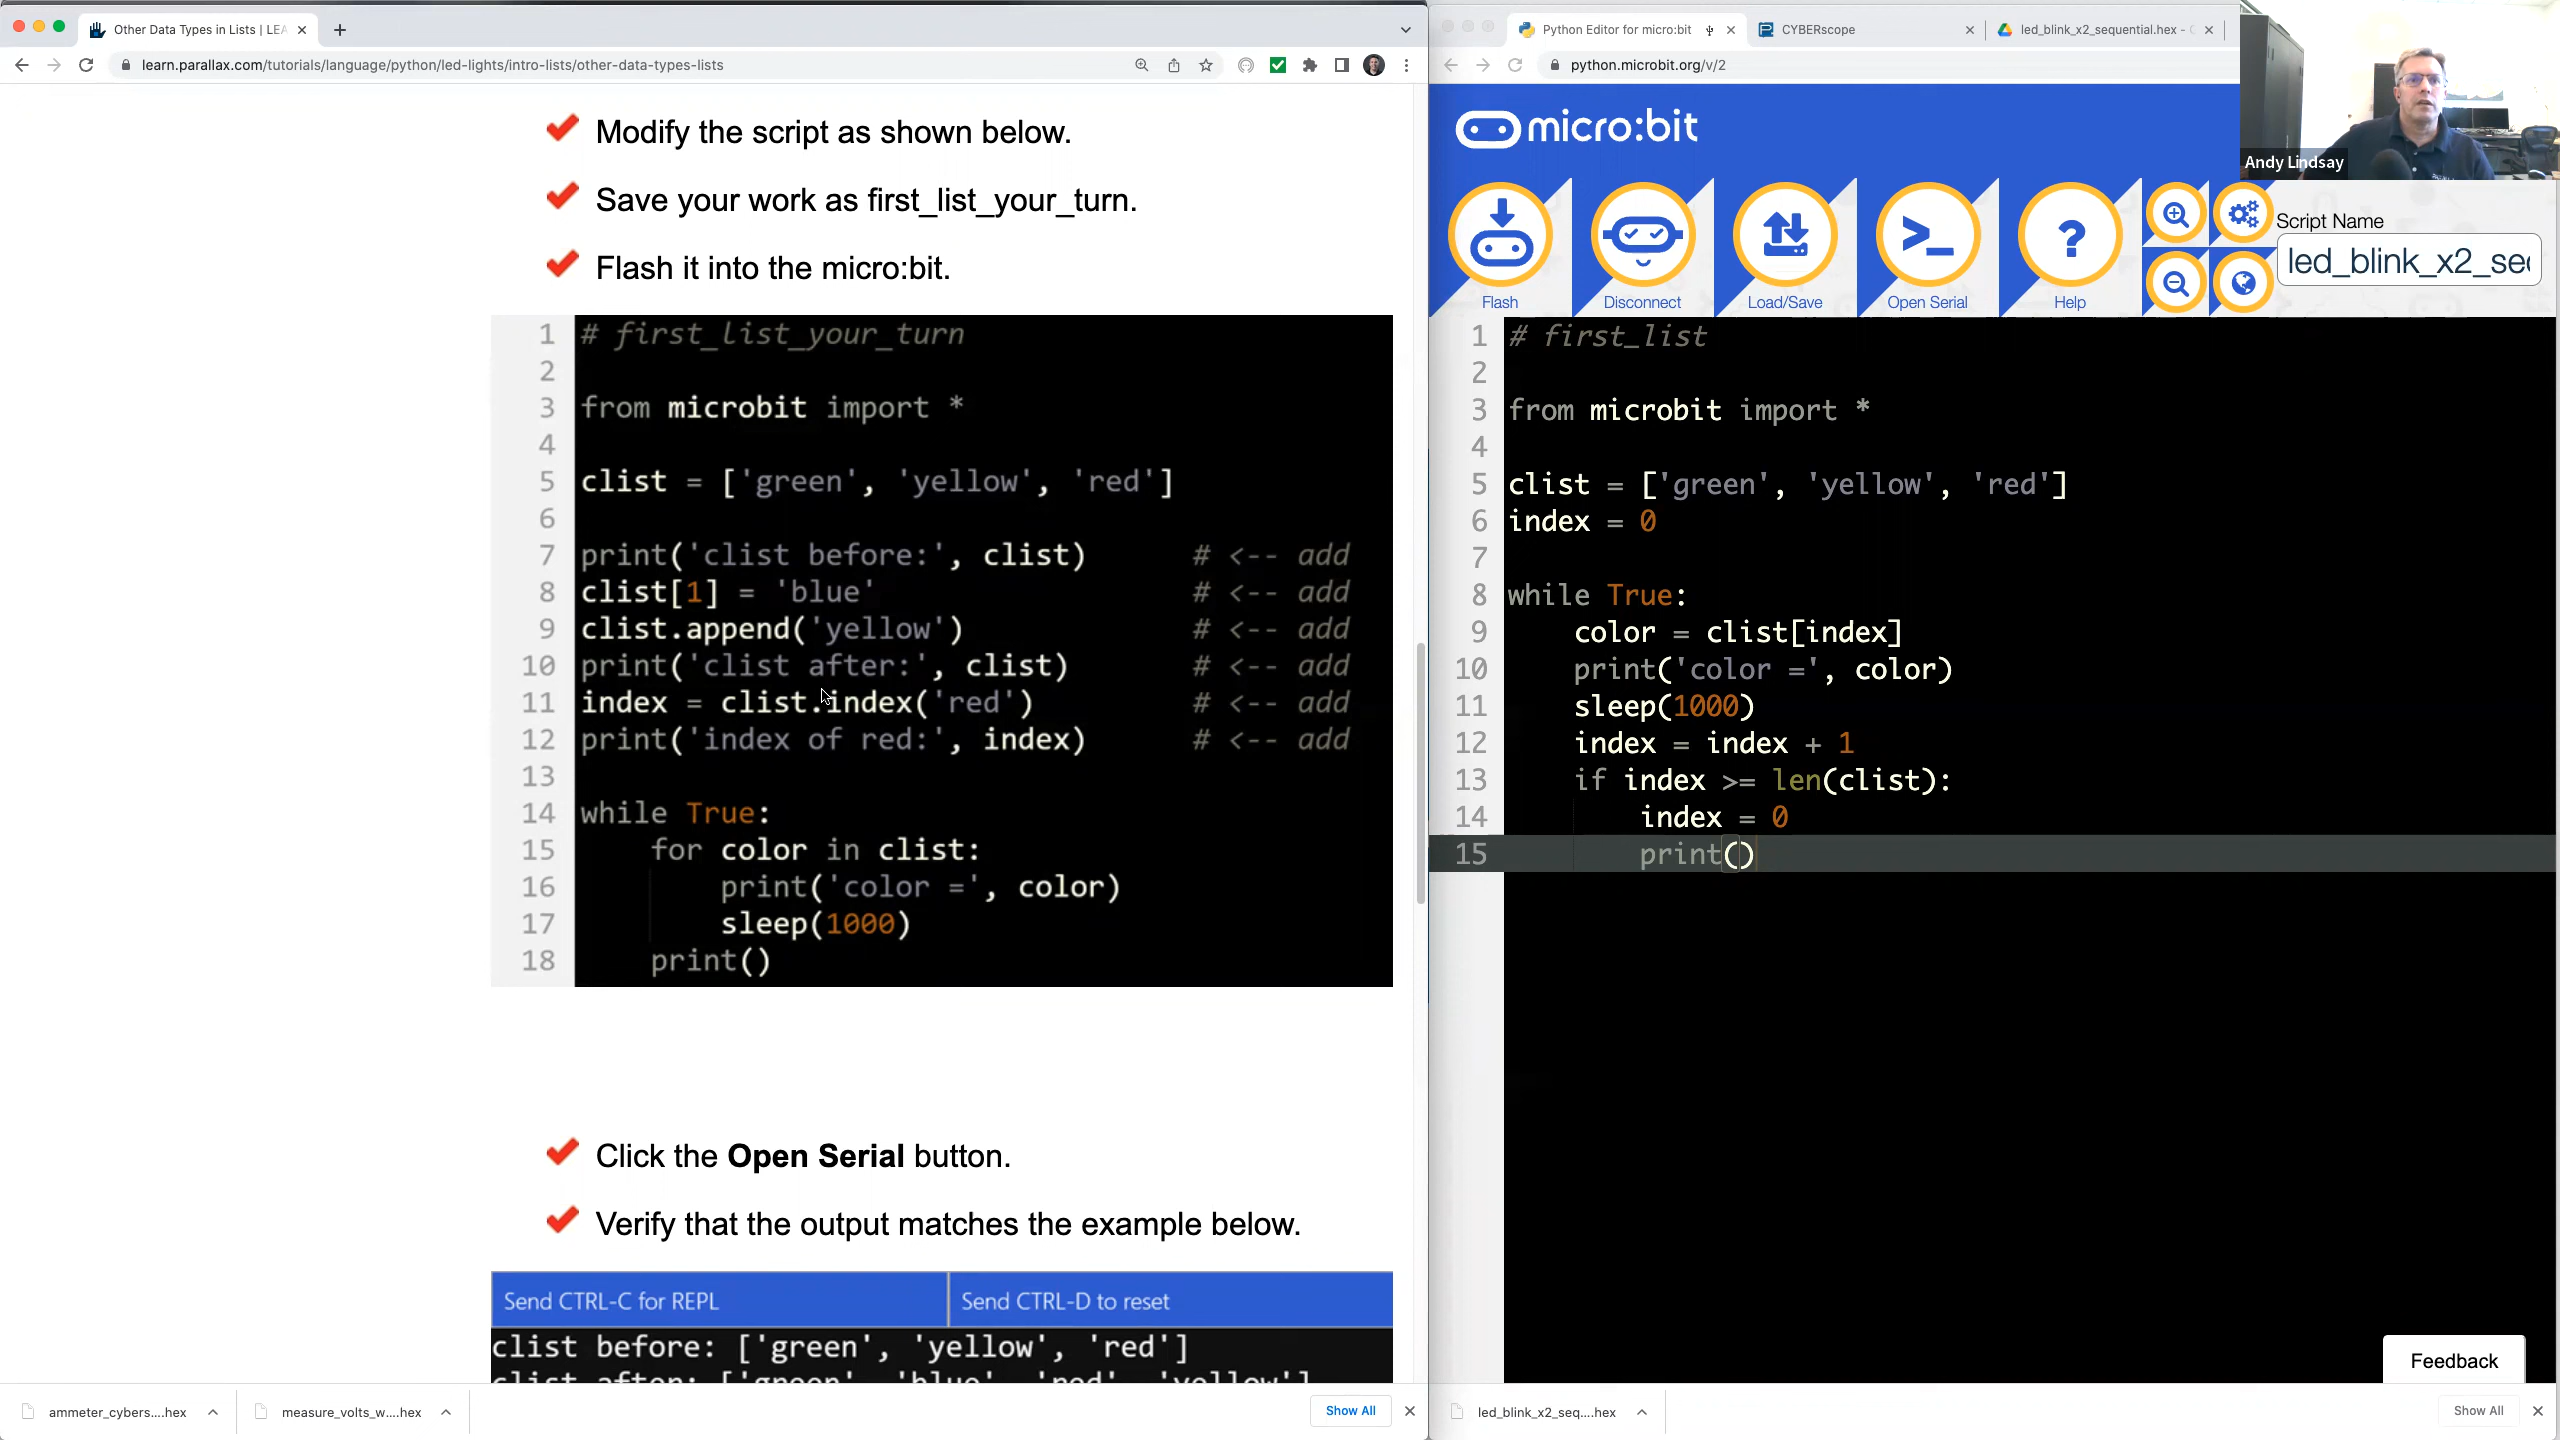 Other Data Types in Lists | LEA
learn.parallax.com/tutorials/language/python/led-lights/intro-lists/other-data-types-lists
Modify the script as shown below.
Save your work as first_list_your_turn.
Flash it into the micro:bit.
1 # first_list_your_turn
2
3 from microbit import *
4
5 clist = ['green', 'yellow', 'red']
6
7 print('clist before:', clist) # <-- add
8 clist[1] = 'blue' # <-- add
9 clist.append('yellow') # <-- add
10 print('clist after:', clist) # <-- add
11 index = clist.index('red') # <-- add
12 print('index of red:', index) # <-- add
13
14 while True:
15 for color in clist:
16 print('color =', color)
17 sleep(1000)
18 print()
Click the Open Serial button.
Verify that the output matches the example below.
Send CTRL-C for REPL Send CTRL-D to reset
clist before: ['green', 'yellow', 'red']
clist after: ['green', 'blue', 'red', 'yellow']
ammeter_cybers....hex measure_volts_w....hex Show All
Python Editor for micro:bit CYBERscope led_blink_x2_sequential.hex -
python.microbit.org/v/2
Andy Lindsay
micro:bit
Flash Disconnect Load/Save Open Serial Help
Script Name
led_blink_x2_se
1 # first_list
2
3 from microbit import *
4
5 clist = ['green', 'yellow', 'red']
6 index = 0
7
8 while True:
9 color = clist[index]
10 print('color =', color)
11 sleep(1000)
12 index = index + 1
13 if index >= len(clist):
14 index = 0
15 print()
Feedback
led_blink_x2_seq....hex Show All